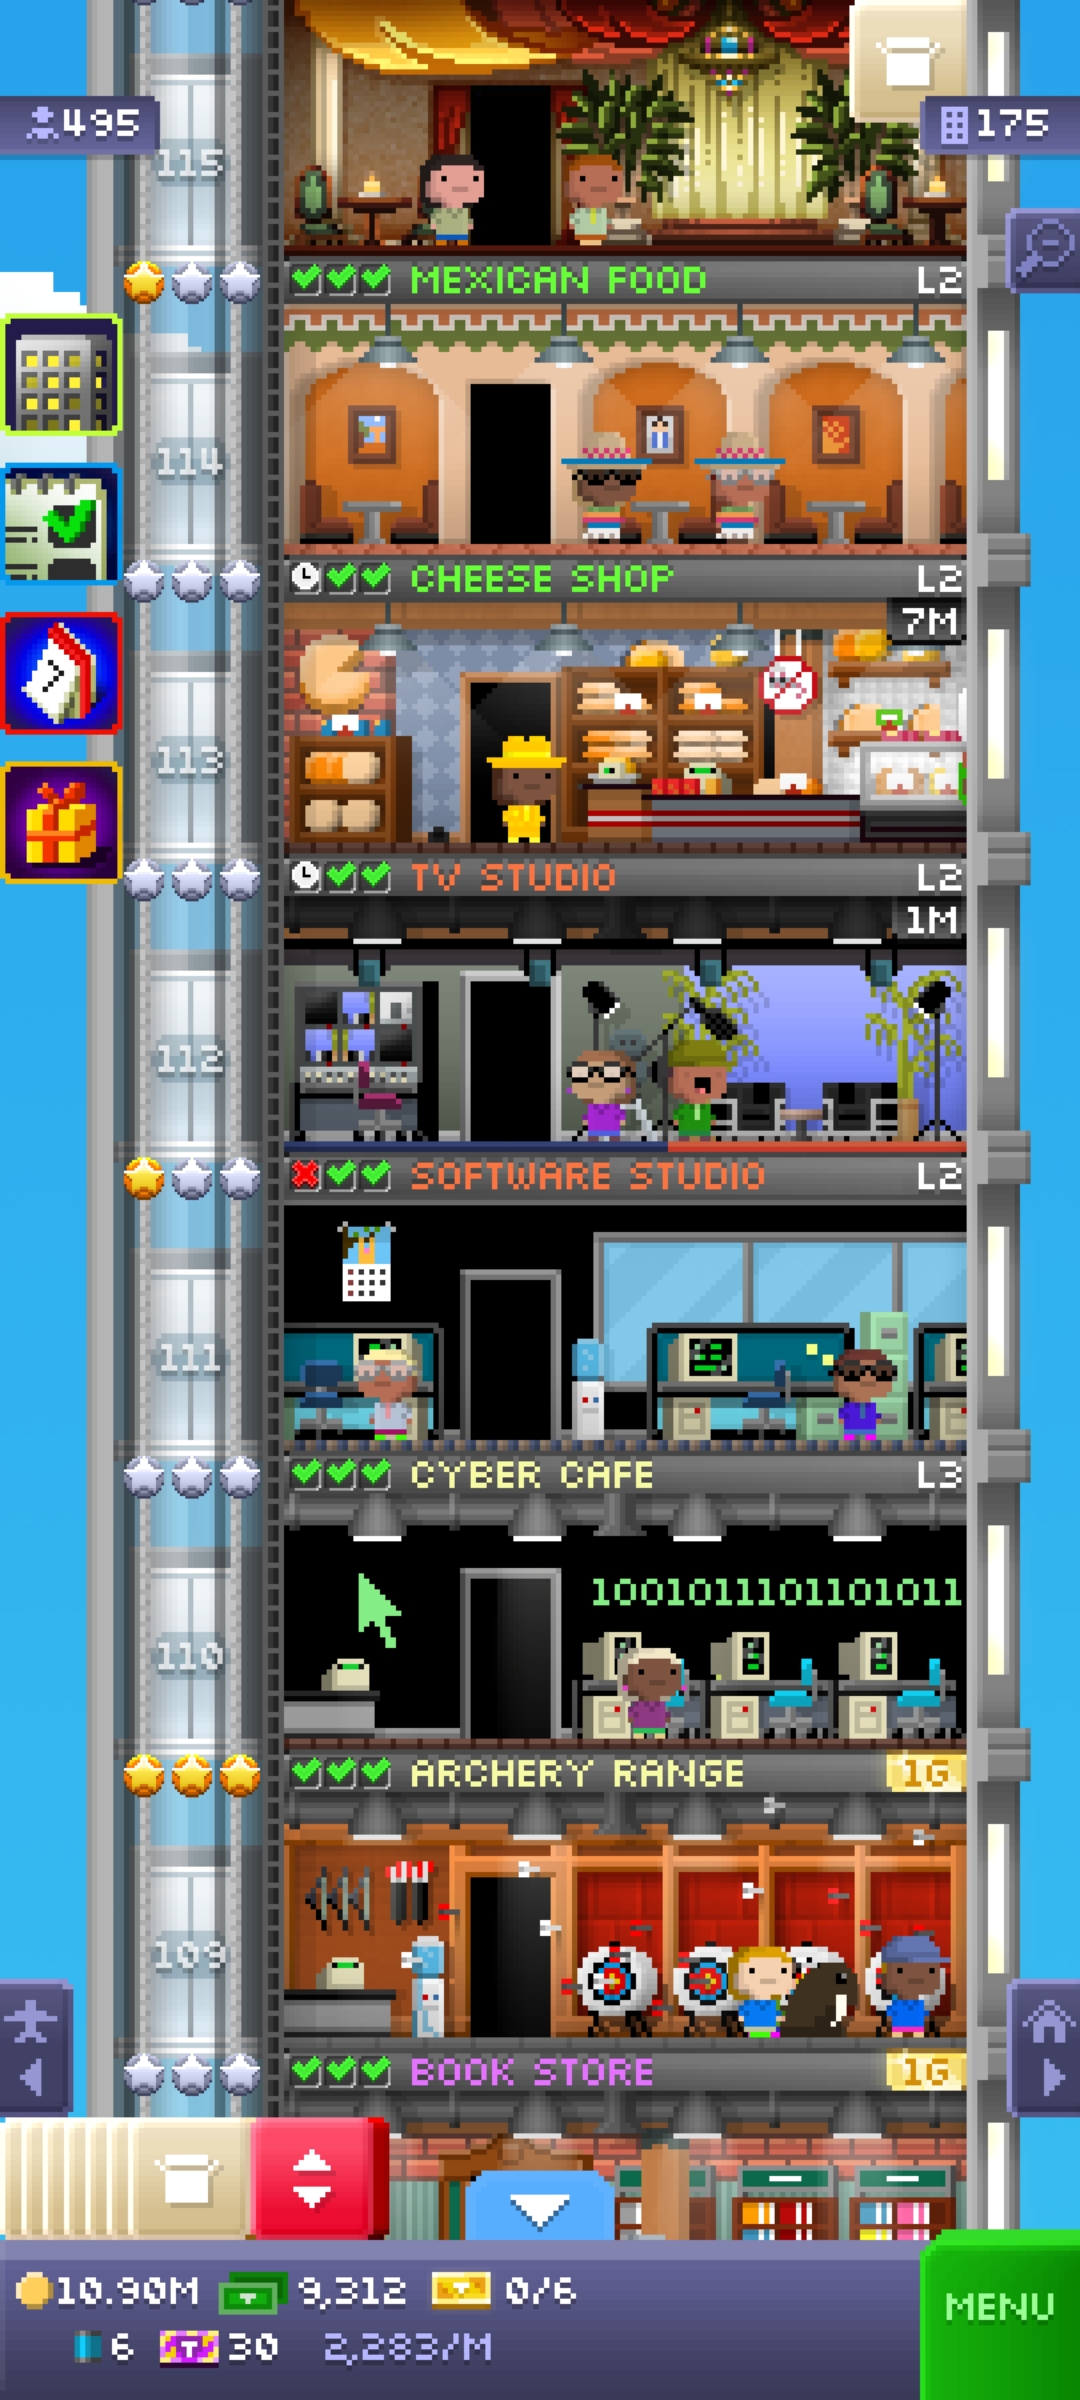 495
175
115
MEXICAN FOOD L2
114
CHEESE SHOP L2
7M
113
TV STUDIO L2
1M
112
SOFTWARE STUDIO L2
111
CYBER CAFE L3
1001011101101011
110
ARCHERY RANGE 1G
109
BOOK STORE 1G
10.90M 9,312 0/6
6 T 30 2,283/M
MENU